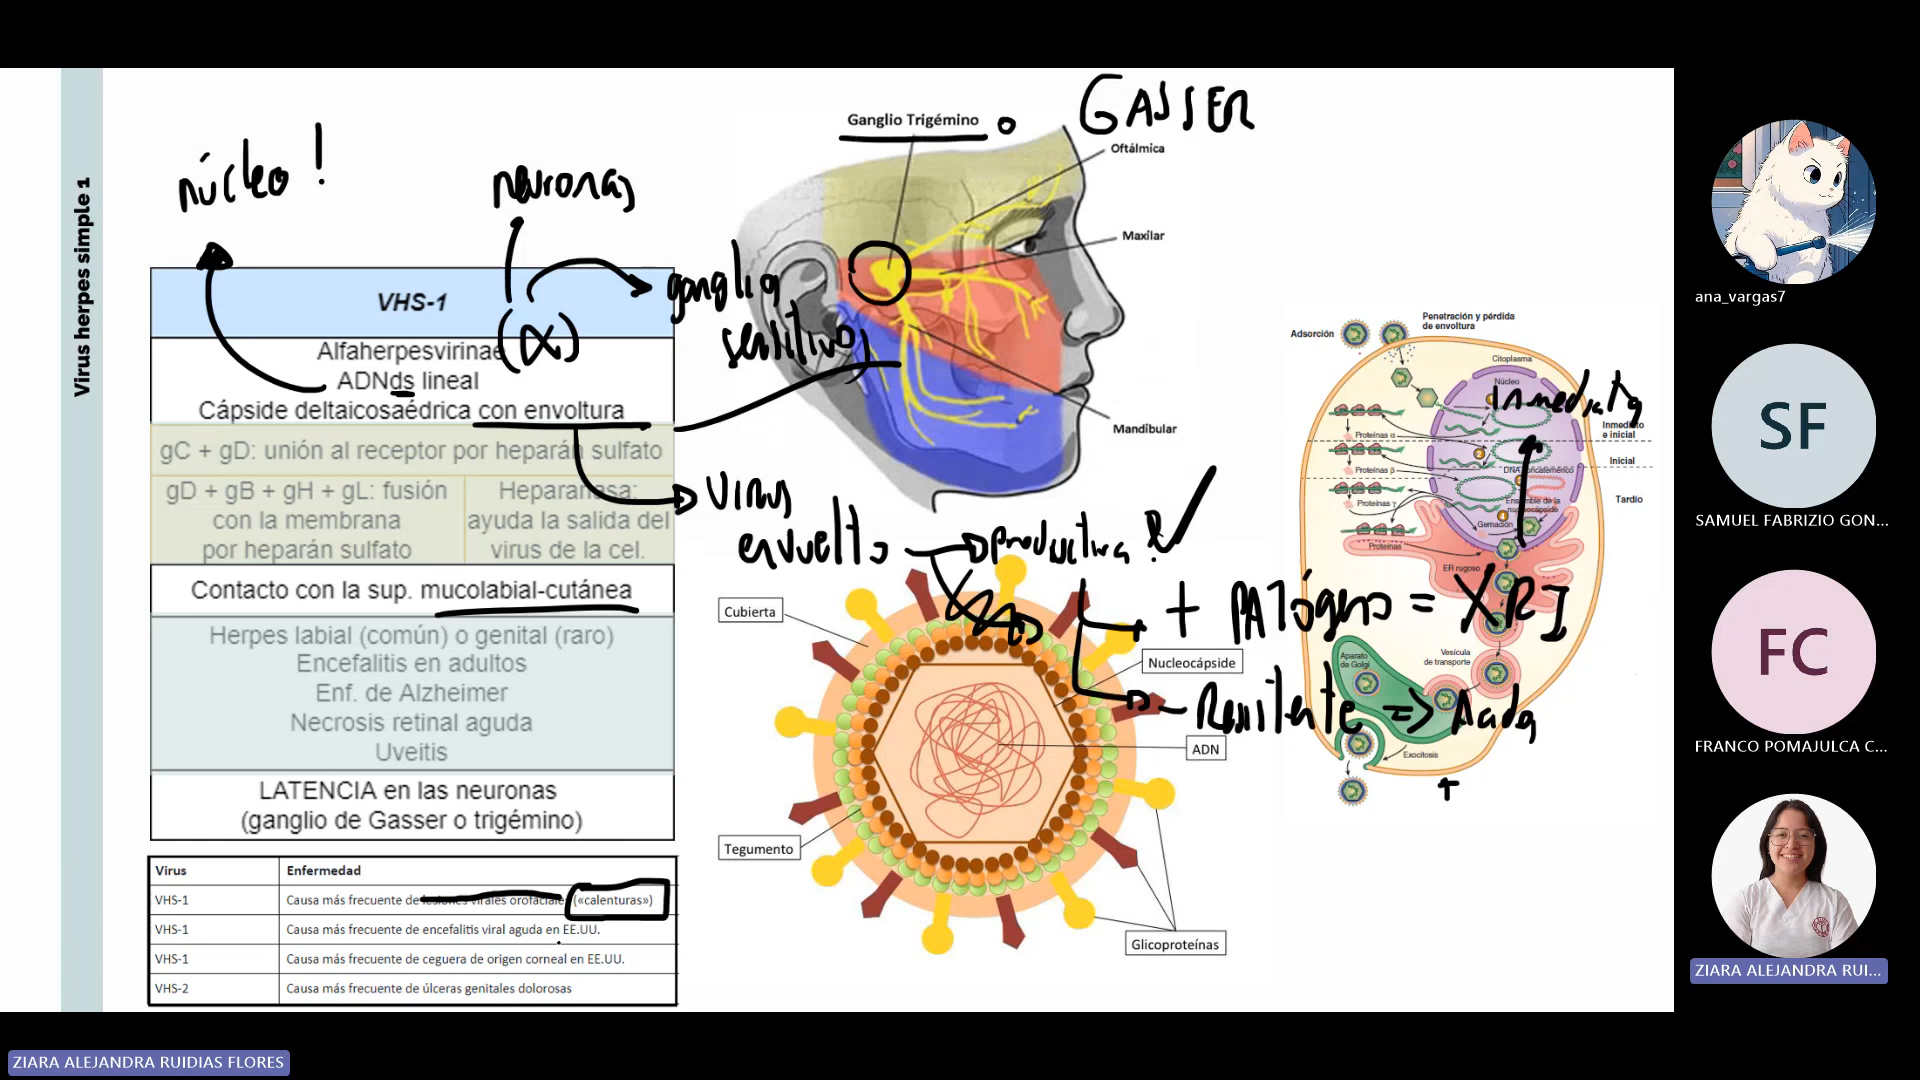 Virus herpes simple 1
núcleo !
neuronas
VHS-1
(α)
ganglio
sensitivo
Alfaherpesvirinae
ADNds lineal
Cápside deltaicosaédrica con envoltura
gC + gD: unión al receptor por heparán sulfato
gD + gB + gH + gL: fusión
con la membrana
por heparán sulfato
Heparanasa:
ayuda la salida del
virus de la cel.
Contacto con la sup. mucolabial-cutánea
Herpes labial (común) o genital (raro)
Encefalitis en adultos
Enf. de Alzheimer
Necrosis retinal aguda
Uveitis
LATENCIA en las neuronas
(ganglio de Gasser o trigémino)
Virus Enfermedad
VHS-1 Causa más frecuente de lesiones virales orofaciales («calenturas»)
VHS-1 Causa más frecuente de encefalitis viral aguda en EE.UU.
VHS-1 Causa más frecuente de ceguera de origen corneal en EE.UU.
VHS-2 Causa más frecuente de úlceras genitales dolorosas
Ganglio Trigémino
GASSER
Oftálmica
Maxilar
Mandibular
virus
envuelto
productiva
+ PATógeno =
=>
Cubierta
Nucleocápside
ADN
Tegumento
Glicoproteínas
Adsorción
Penetración y pérdida
de envoltura
Citoplasma
Núcleo
Inmediato
e inicial
Proteínas α
Inicial
Proteínas β
Tardío
Proteínas γ
Gemación
Proteínas
ER rugoso
Aparato
de Golgi
Vesícula
de transporte
Exocitosis
ana_vargas7
SF
SAMUEL FABRIZIO GON...
FC
FRANCO POMAJULCA C...
ZIARA ALEJANDRA RUI...
ZIARA ALEJANDRA RUIDIAS FLORES